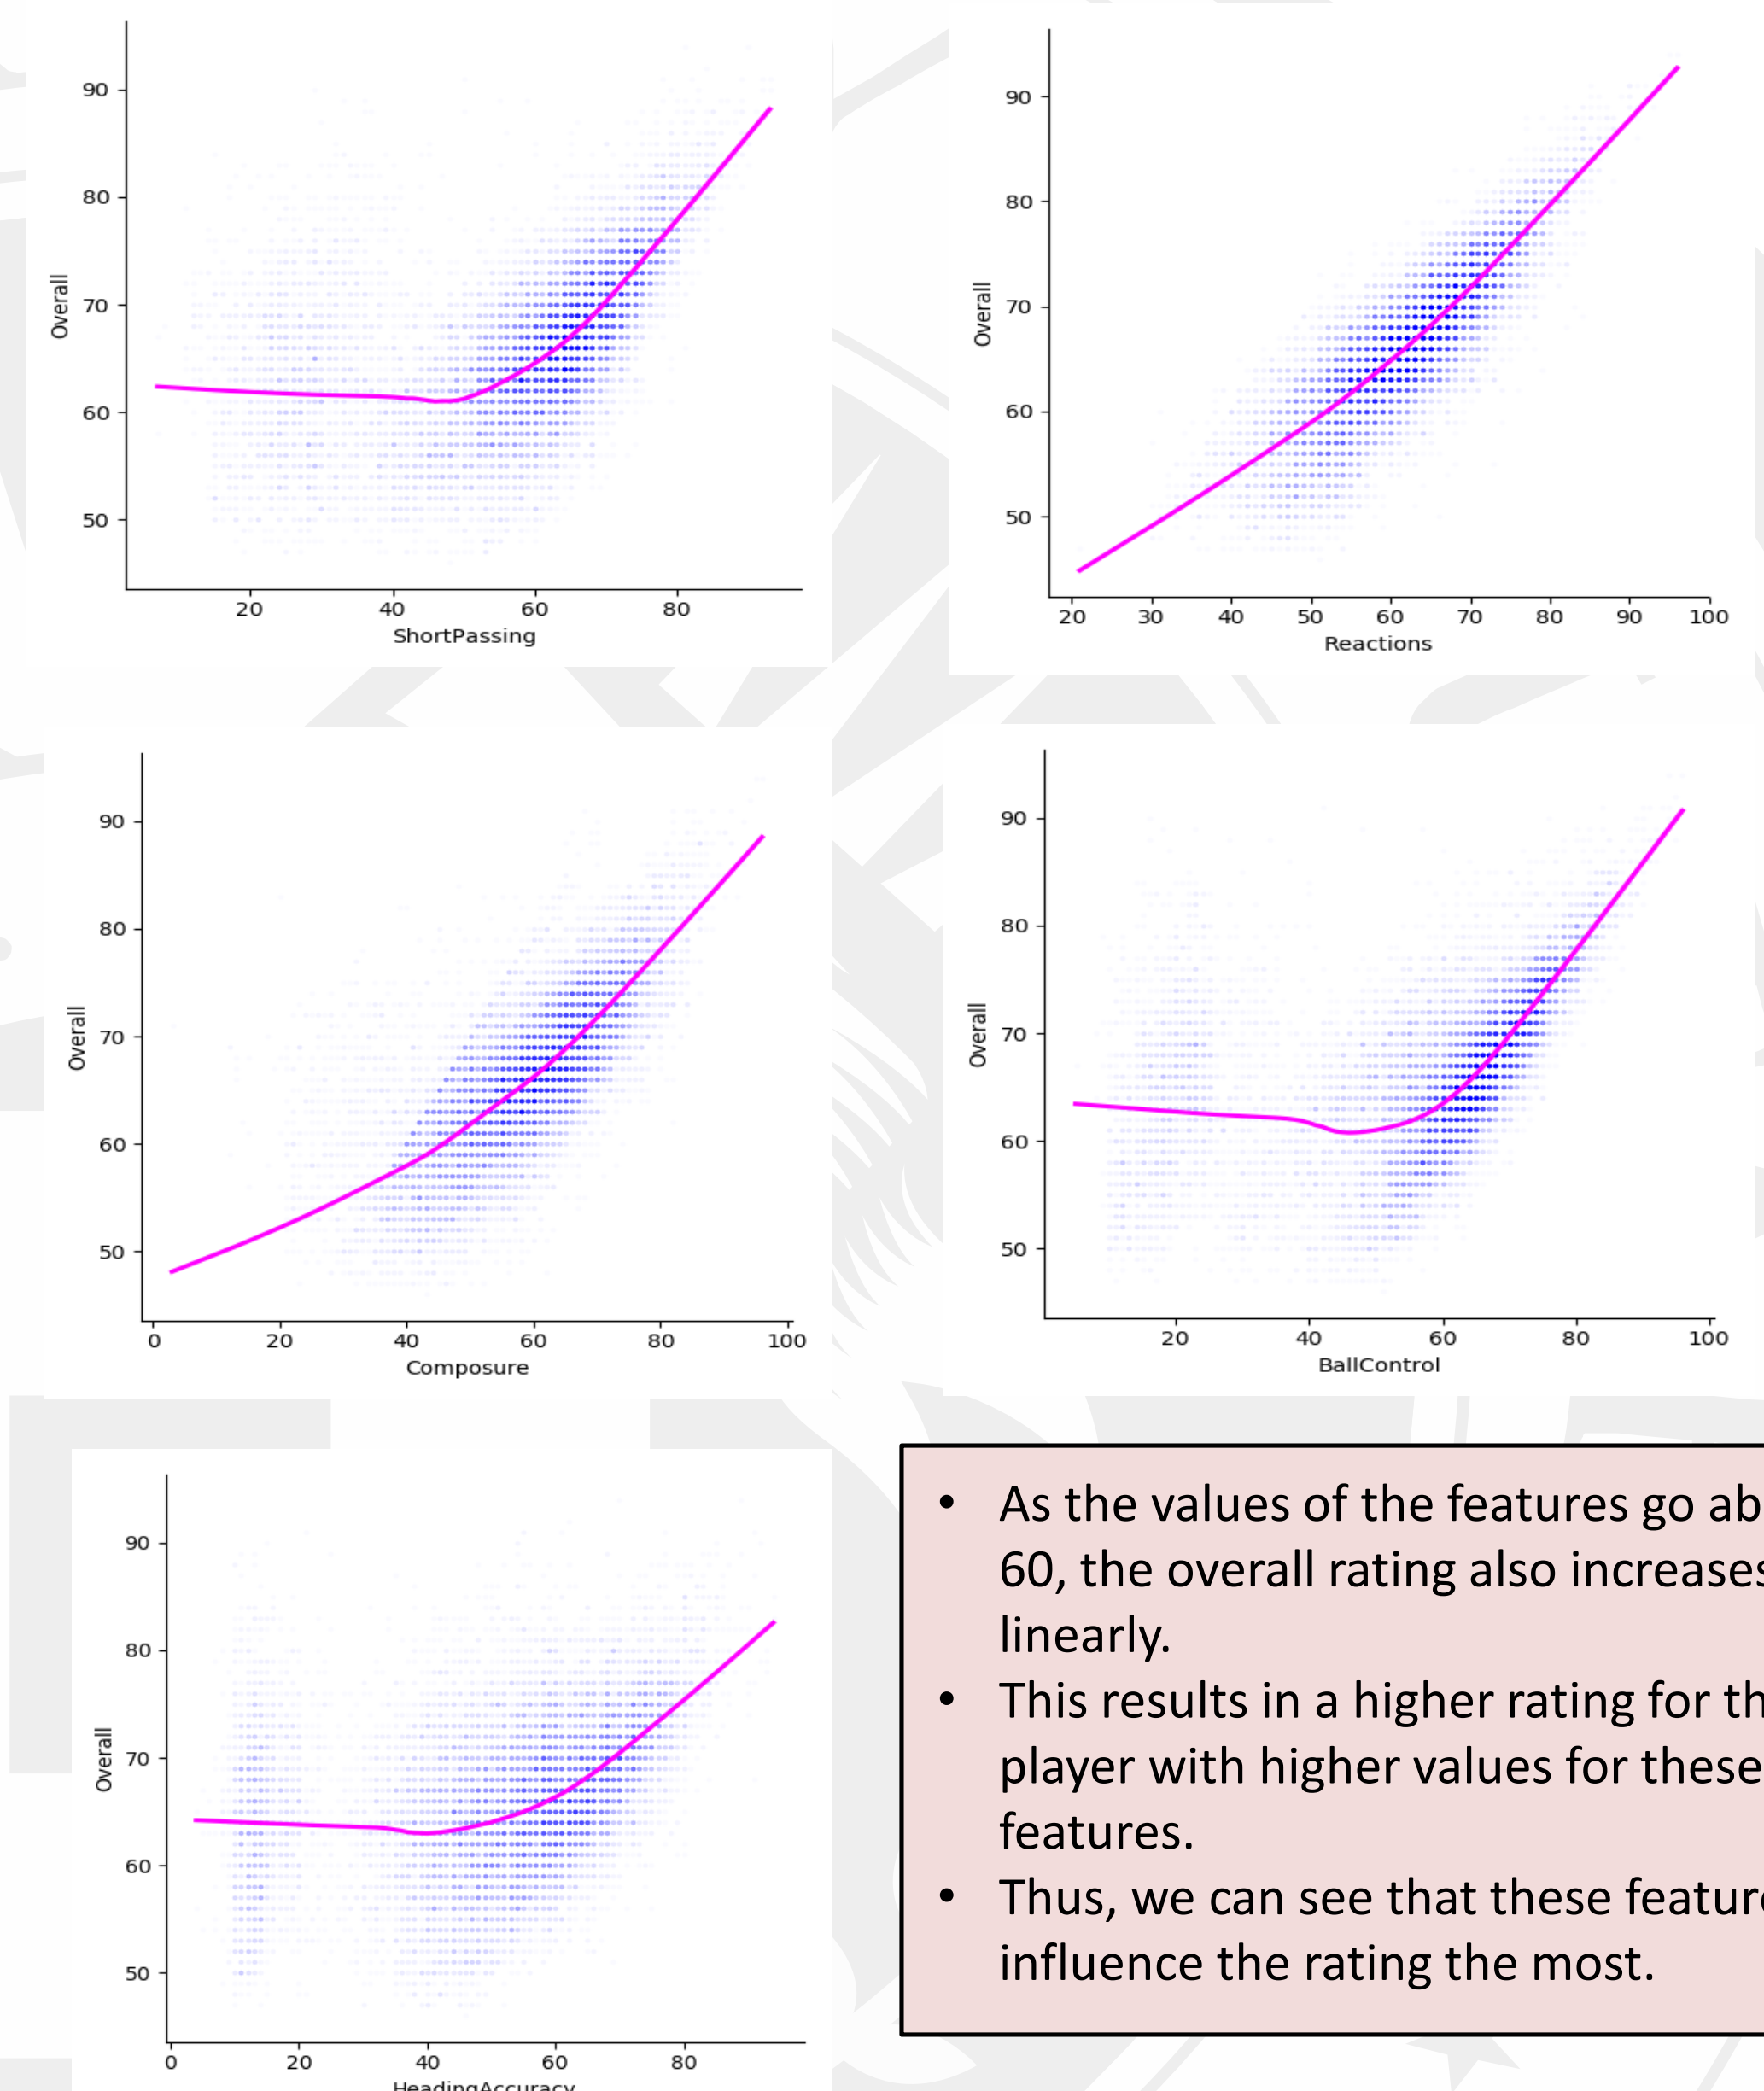 90
80
70
60
50
Overall
20 40 60 80
ShortPassing
90
80
70
60
50
Overall
20 30 40 50 60 70 80 90 100
Reactions
90
80
70
60
50
Overall
0 20 40 60 80 100
Composure
90
80
70
60
50
Overall
20 40 60 80 100
BallControl
90
80
70
60
50
Overall
0 20 40 60 80
HeadingAccuracy
• As the values of the features go ab
60, the overall rating also increases
linearly.
• This results in a higher rating for th
player with higher values for these
features.
• Thus, we can see that these feature
influence the rating the most.